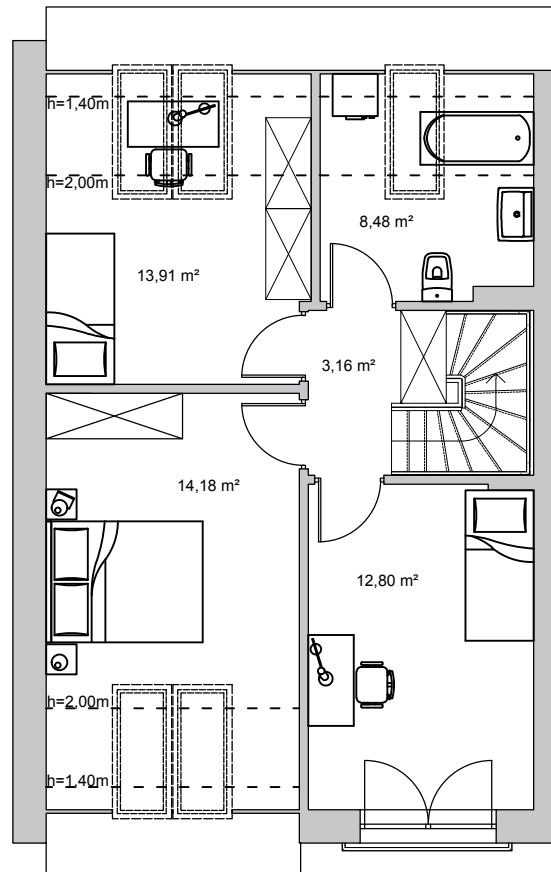 h=1,40m
h=2,00m
8,48 m²
13,91 m²
3,16 m²
14,18 m²
12,80 m²
h=2,00m
h=1,40m